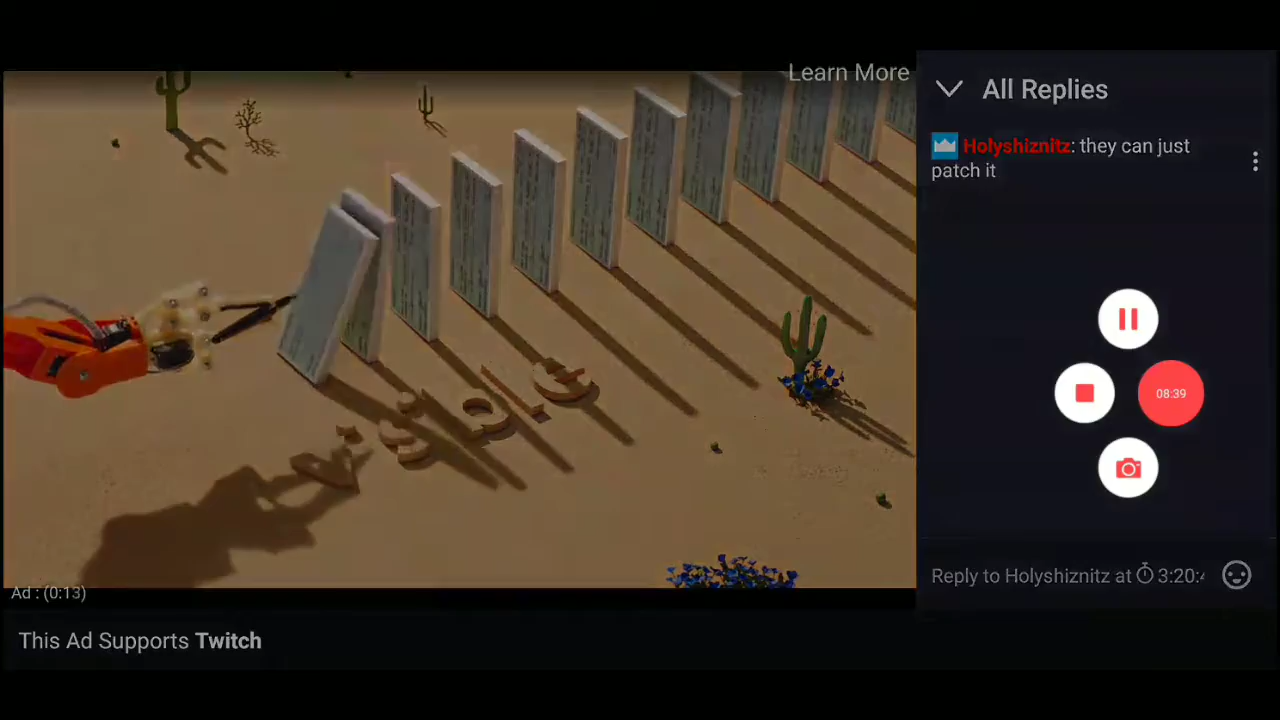 Learn More
All Replies
Holyshiznitz: they can just
patch it
08:39
Ad : (0:13)
Reply to Holyshiznitz at 3:20:
This Ad Supports Twitch